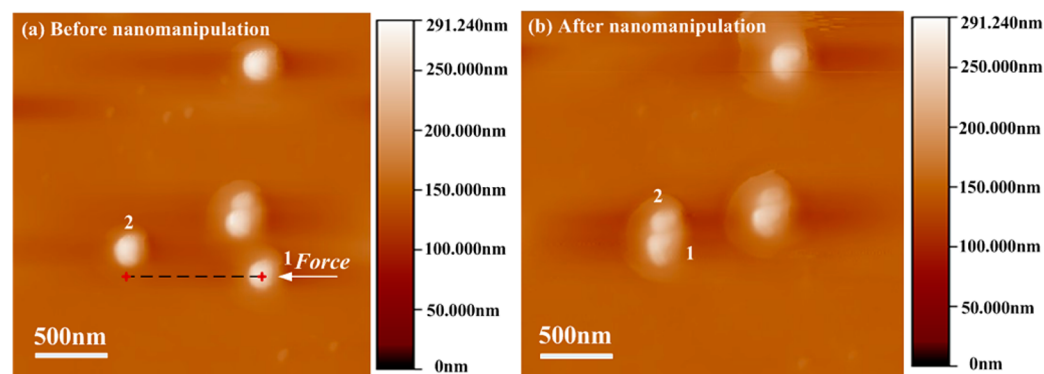 (a) Before nanomanipulation
2
1 Force
500nm
291.240nm
250.000nm
200.000nm
150.000nm
100.000nm
50.000nm
0nm
(b) After nanomanipulation
2
1
500nm
291.240nm
250.000nm
200.000nm
150.000nm
100.000nm
50.000nm
0nm